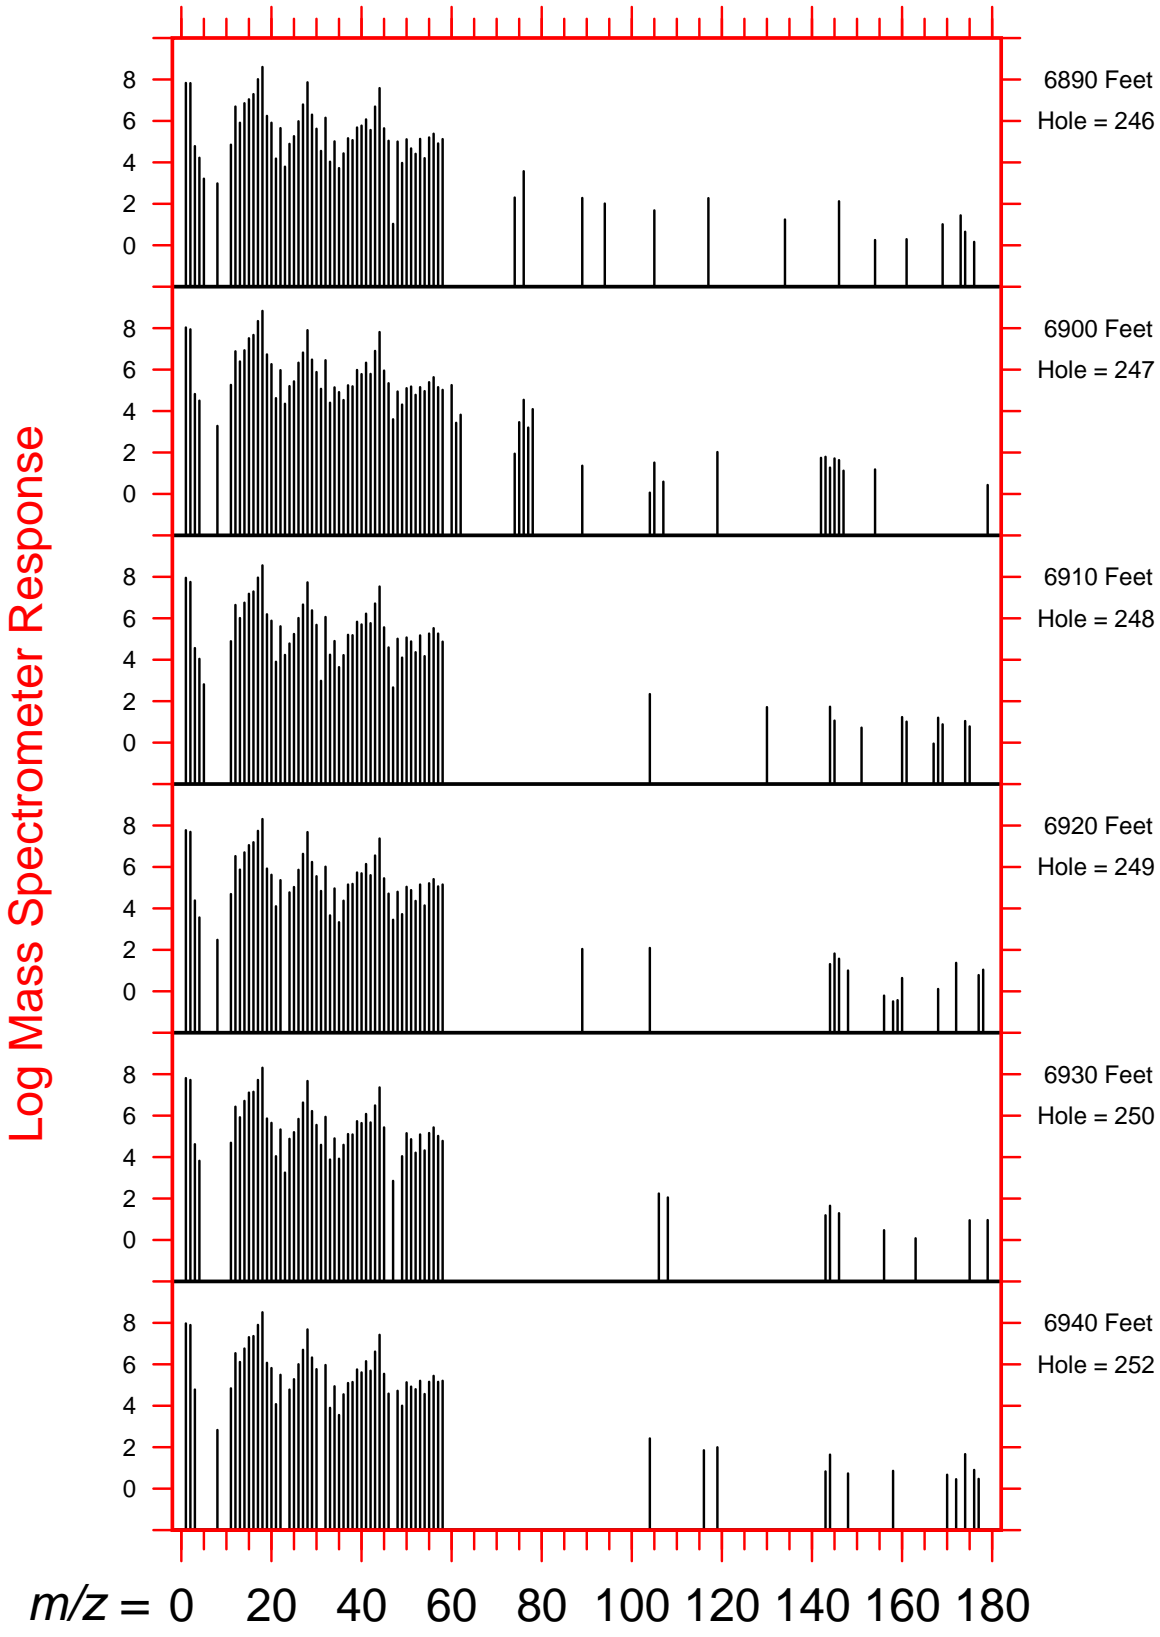 Log Mass Spectrometer Response
8
6
4
2
0
6890 Feet
Hole = 246
8
6
4
2
0
6900 Feet
Hole = 247
8
6
4
2
0
6910 Feet
Hole = 248
8
6
4
2
0
6920 Feet
Hole = 249
8
6
4
2
0
6930 Feet
Hole = 250
8
6
4
2
0
6940 Feet
Hole = 252
m/z = 0 20 40 60 80 100 120 140 160 180